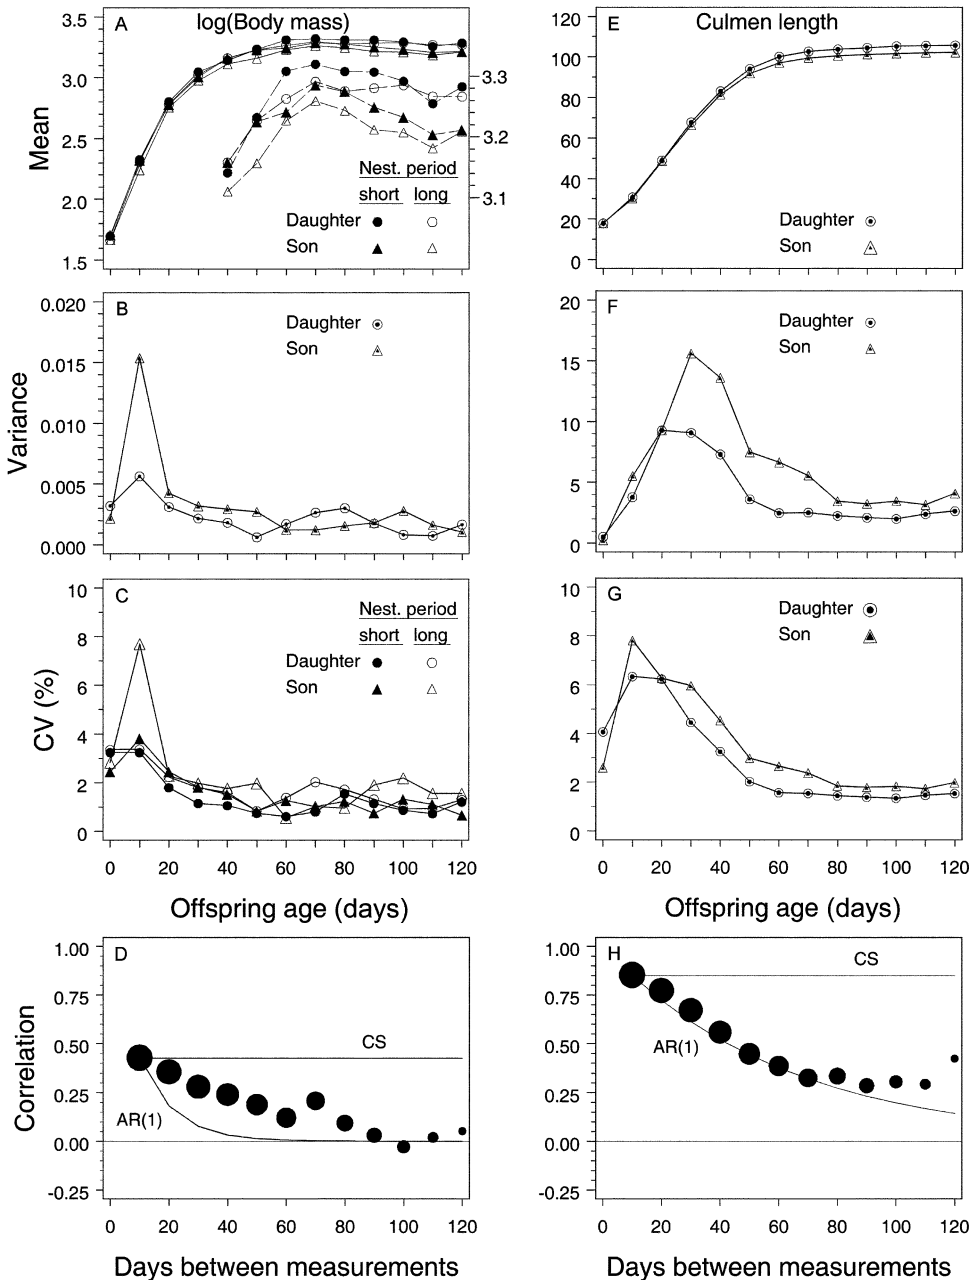 A
log(Body mass)
3.5
3.0
2.5
2.0
1.5
Mean
3.3
3.2
3.1
Nest. period
short long
Daughter
Son
E
Culmen length
120
100
80
60
40
20
0
Daughter
Son
B
0.020
0.015
0.010
0.005
0.000
Variance
Daughter
Son
F
20
15
10
5
0
Daughter
Son
C
10
8
6
4
2
0
CV (%)
Nest. period
short long
Daughter
Son
0 20 40 60 80 100 120
Offspring age (days)
G
10
8
6
4
2
0
Daughter
Son
0 20 40 60 80 100 120
Offspring age (days)
D
1.00
0.75
0.50
0.25
0.00
-0.25
Correlation
CS
AR(1)
0 20 40 60 80 100 120
Days between measurements
H
1.00
0.75
0.50
0.25
0.00
-0.25
CS
AR(1)
0 20 40 60 80 100 120
Days between measurements